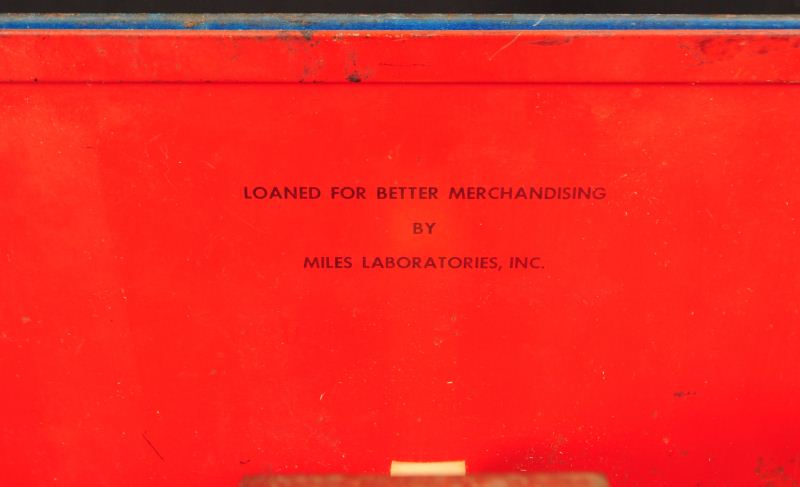 LOANED FOR BETTER MERCHANDISING
BY
MILES LABORATORIES, INC.